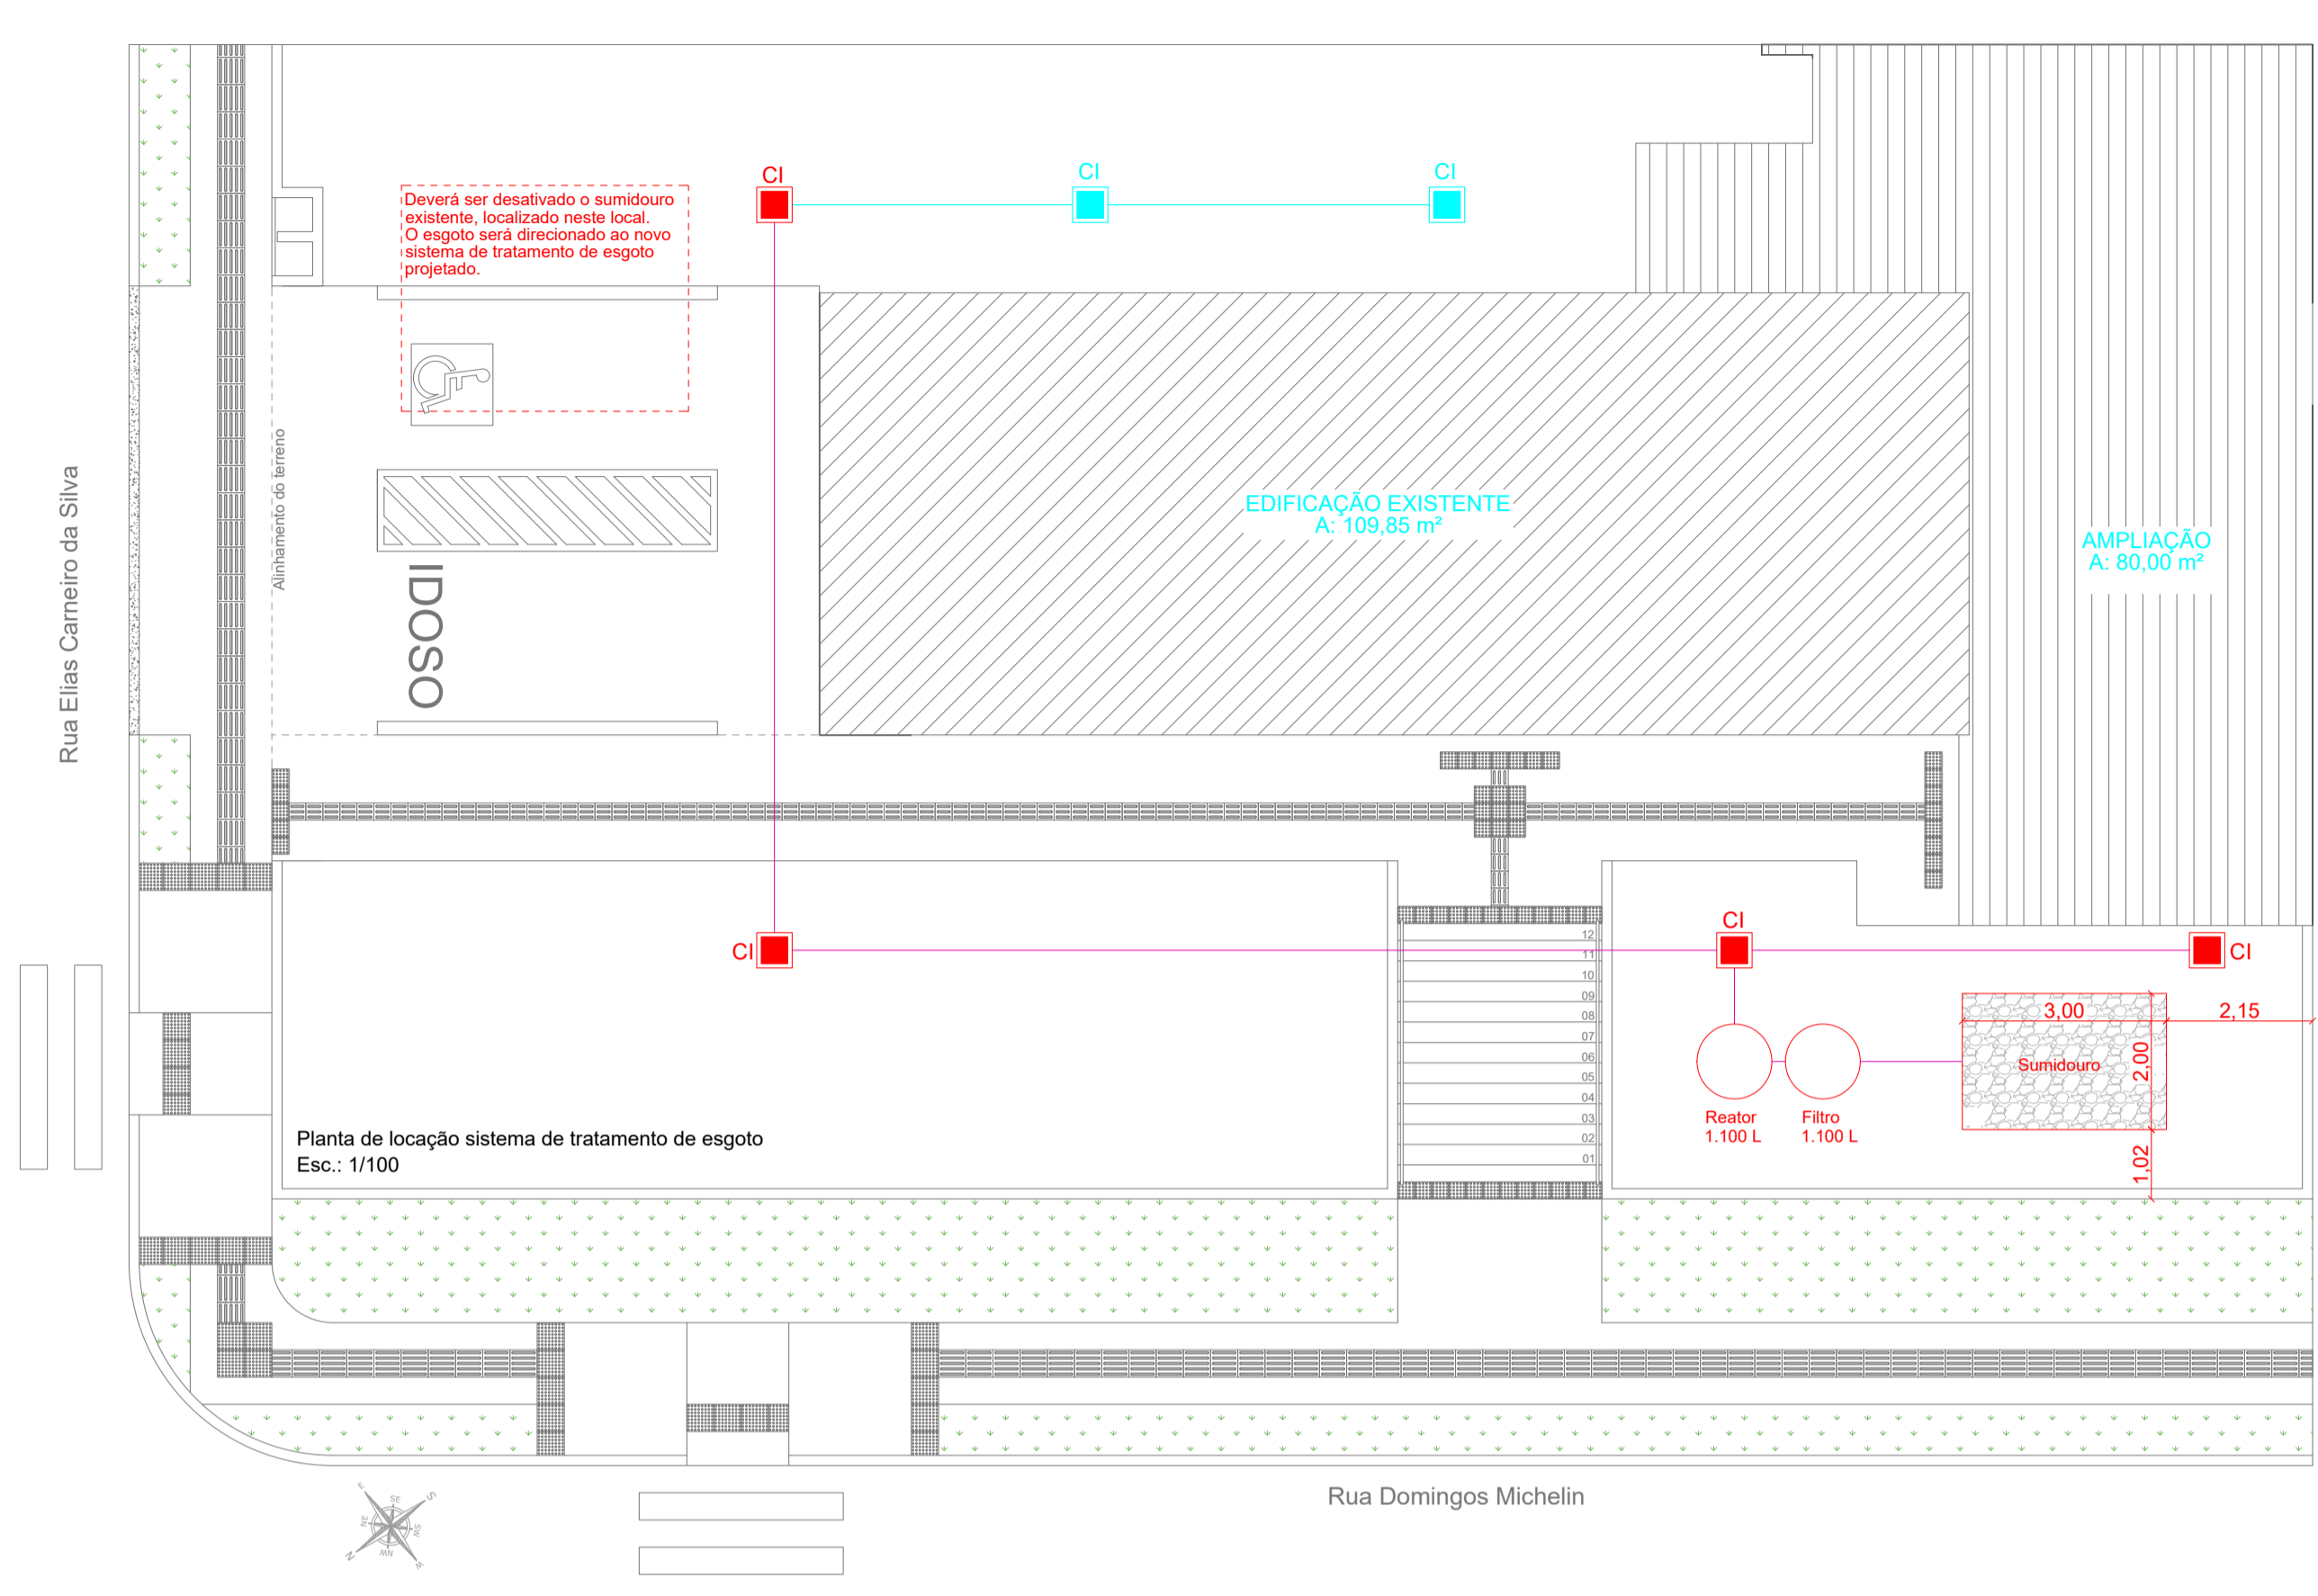 CI
CI
CI
Deverá ser desativado o sumidouro
existente, localizado neste local.
O esgoto será direcionado ao novo
sistema de tratamento de esgoto
projetado.
Rua Elias Carneiro da Silva
Alinhamento do terreno
IDOSO
EDIFICAÇÃO EXISTENTE
A: 109,85 m²
AMPLIAÇÃO
A: 80,00 m²
CI
CI
CI
12
11
10
09
08
07
06
05
04
03
02
01
3,00
2,15
2,00
Sumidouro
1,02
Reator
1.100 L
Filtro
1.100 L
Planta de locação sistema de tratamento de esgoto
Esc.: 1/100
Rua Domingos Michelin
E
SE
S
NE
SW
N
NW
W